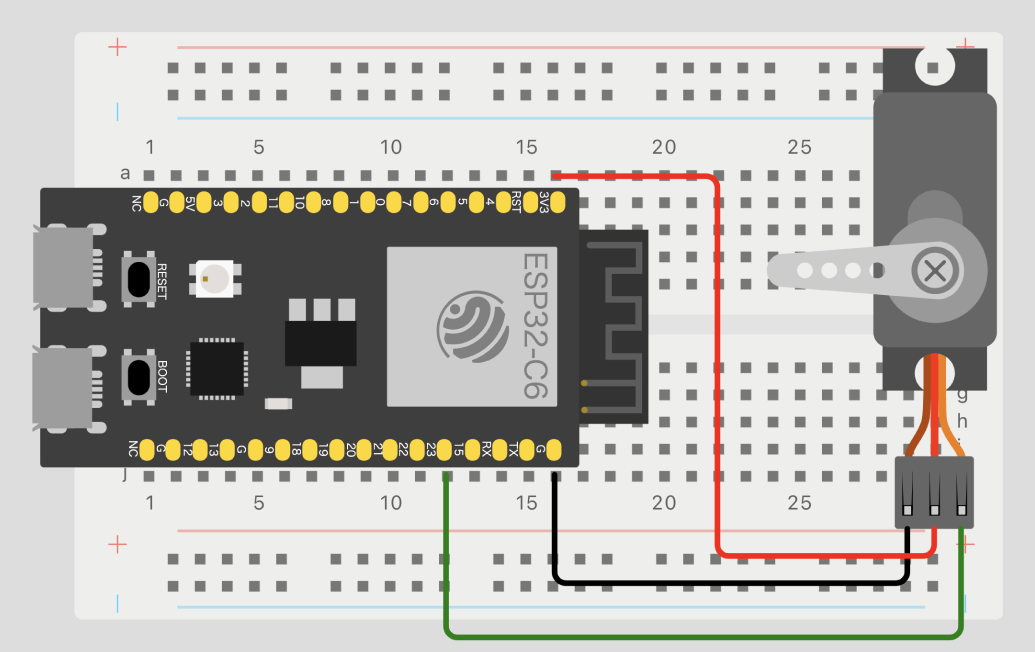 1 5 10 15 20 25
a
NC G 5V 3 2 11 10 8 1 0 7 6 5 4 RST 3V3
RESET
ESP32-C6
BOOT
g
h
NC G 12 13 G 9 18 19 20 21 22 23 15 RX TX G
j
1 5 10 15 20 25